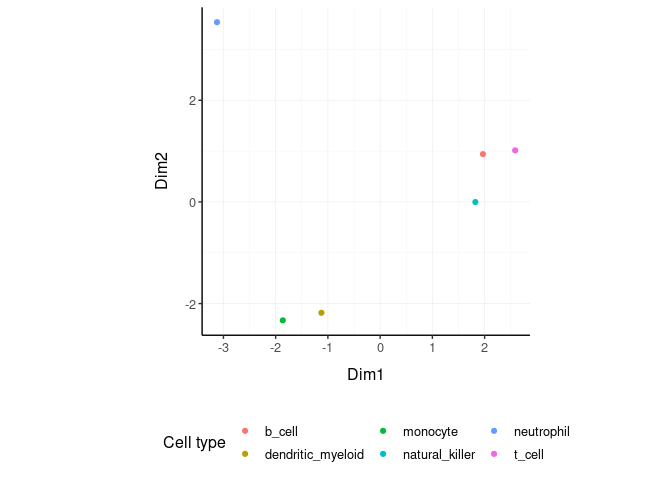 2
0
-2
Dim2
-3 -2 -1 0 1 2
Dim1
Cell type
b_cell monocyte neutrophil
dendritic_myeloid natural_killer t_cell